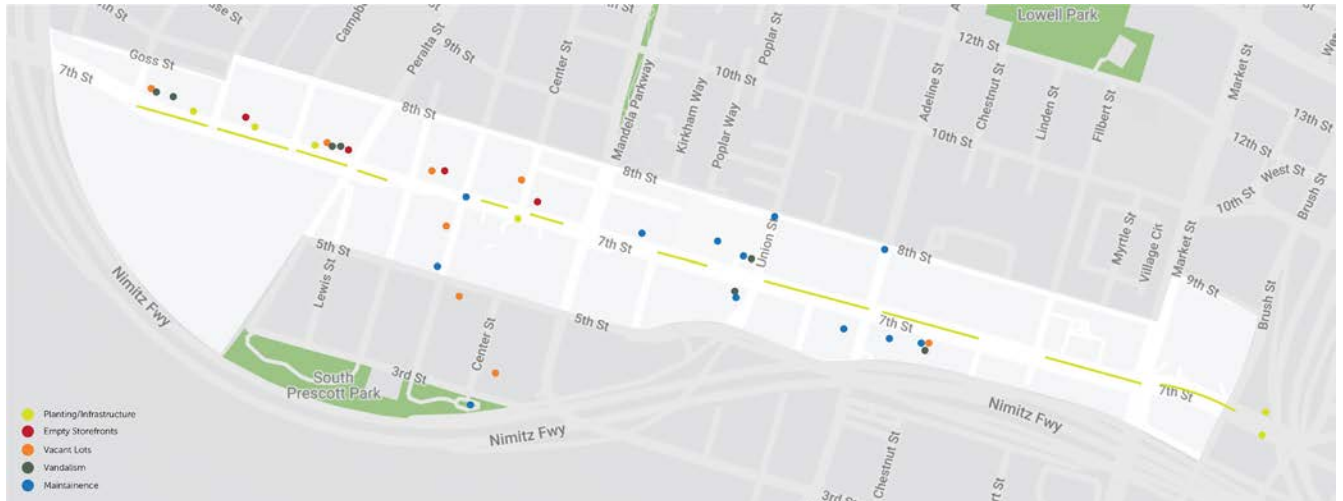 Lowell Park
Goss St
7th St
Peralta St
9th St
Center St
Mandela Parkway
10th St
Kirkham Way
Poplar Way
Poplar St
12th St
Adeline St
Chestnut St
Linden St
Filbert St
Market St
13th St
12th St
West St
Brush St
10th St
10th St
8th St
8th St
8th St
Union St
Myrtle St
Village Cir
Market St
9th St
Brush St
7th St
7th St
7th St
5th St
5th St
Lewis St
Center St
3rd St
South
Prescott Park
Nimitz Fwy
Nimitz Fwy
Nimitz Fwy
Chestnut St
3rd St
Planting/Infrastructure
Empty Storefronts
Vacant Lots
Vandalism
Maintainence